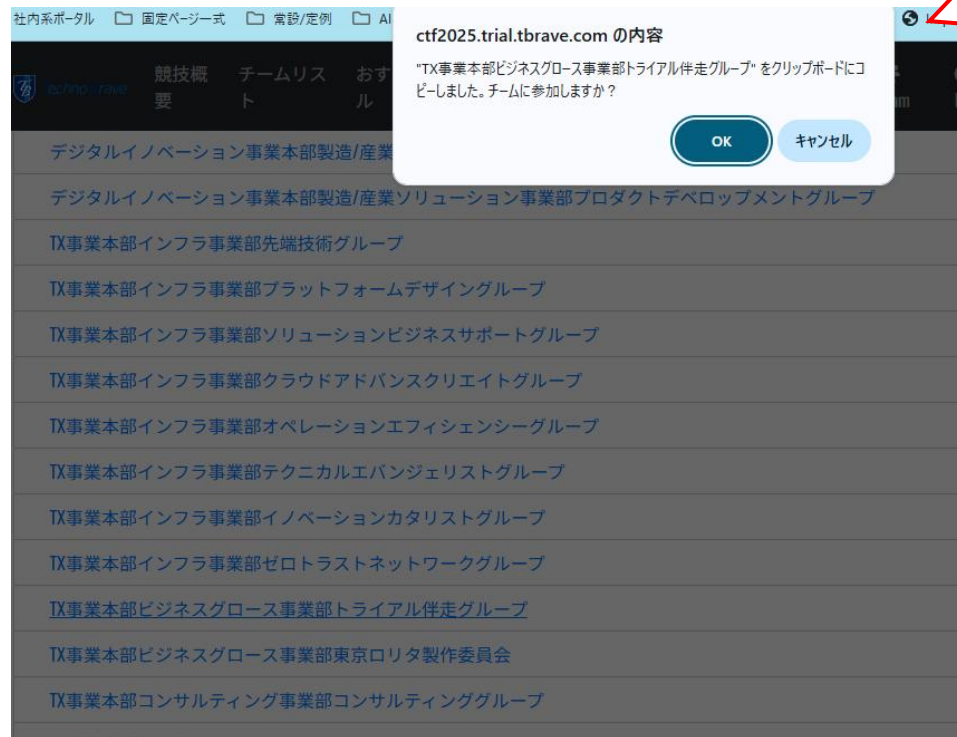 社内系ポータル 固定ページ一式 常設/定例 AI
ctf2025.trial.tbrave.com の内容
"TX事業本部ビジネスグロース事業部トライアル伴走グループ" をクリップボードにコ
ピーしました。チームに参加しますか?
OK キャンセル
echno rave 競技概
要 チームリス
ト おす
ル
am
デジタルイノベーション事業本部製造/産業
デジタルイノベーション事業本部製造/産業ソリューション事業部プロダクトデベロップメントグループ
TX事業本部インフラ事業部先端技術グループ
TX事業本部インフラ事業部プラットフォームデザイングループ
TX事業本部インフラ事業部ソリューションビジネスサポートグループ
TX事業本部インフラ事業部クラウドアドバンスクリエイトグループ
TX事業本部インフラ事業部オペレーションエフィシェンシーグループ
TX事業本部インフラ事業部テクニカルエバンジェリストグループ
TX事業本部インフラ事業部イノベーションカタリストグループ
TX事業本部インフラ事業部ゼロトラストネットワークグループ
TX事業本部ビジネスグロース事業部トライアル伴走グループ
TX事業本部ビジネスグロース事業部東京ロリタ製作委員会
TX事業本部コンサルティング事業部コンサルティンググループ